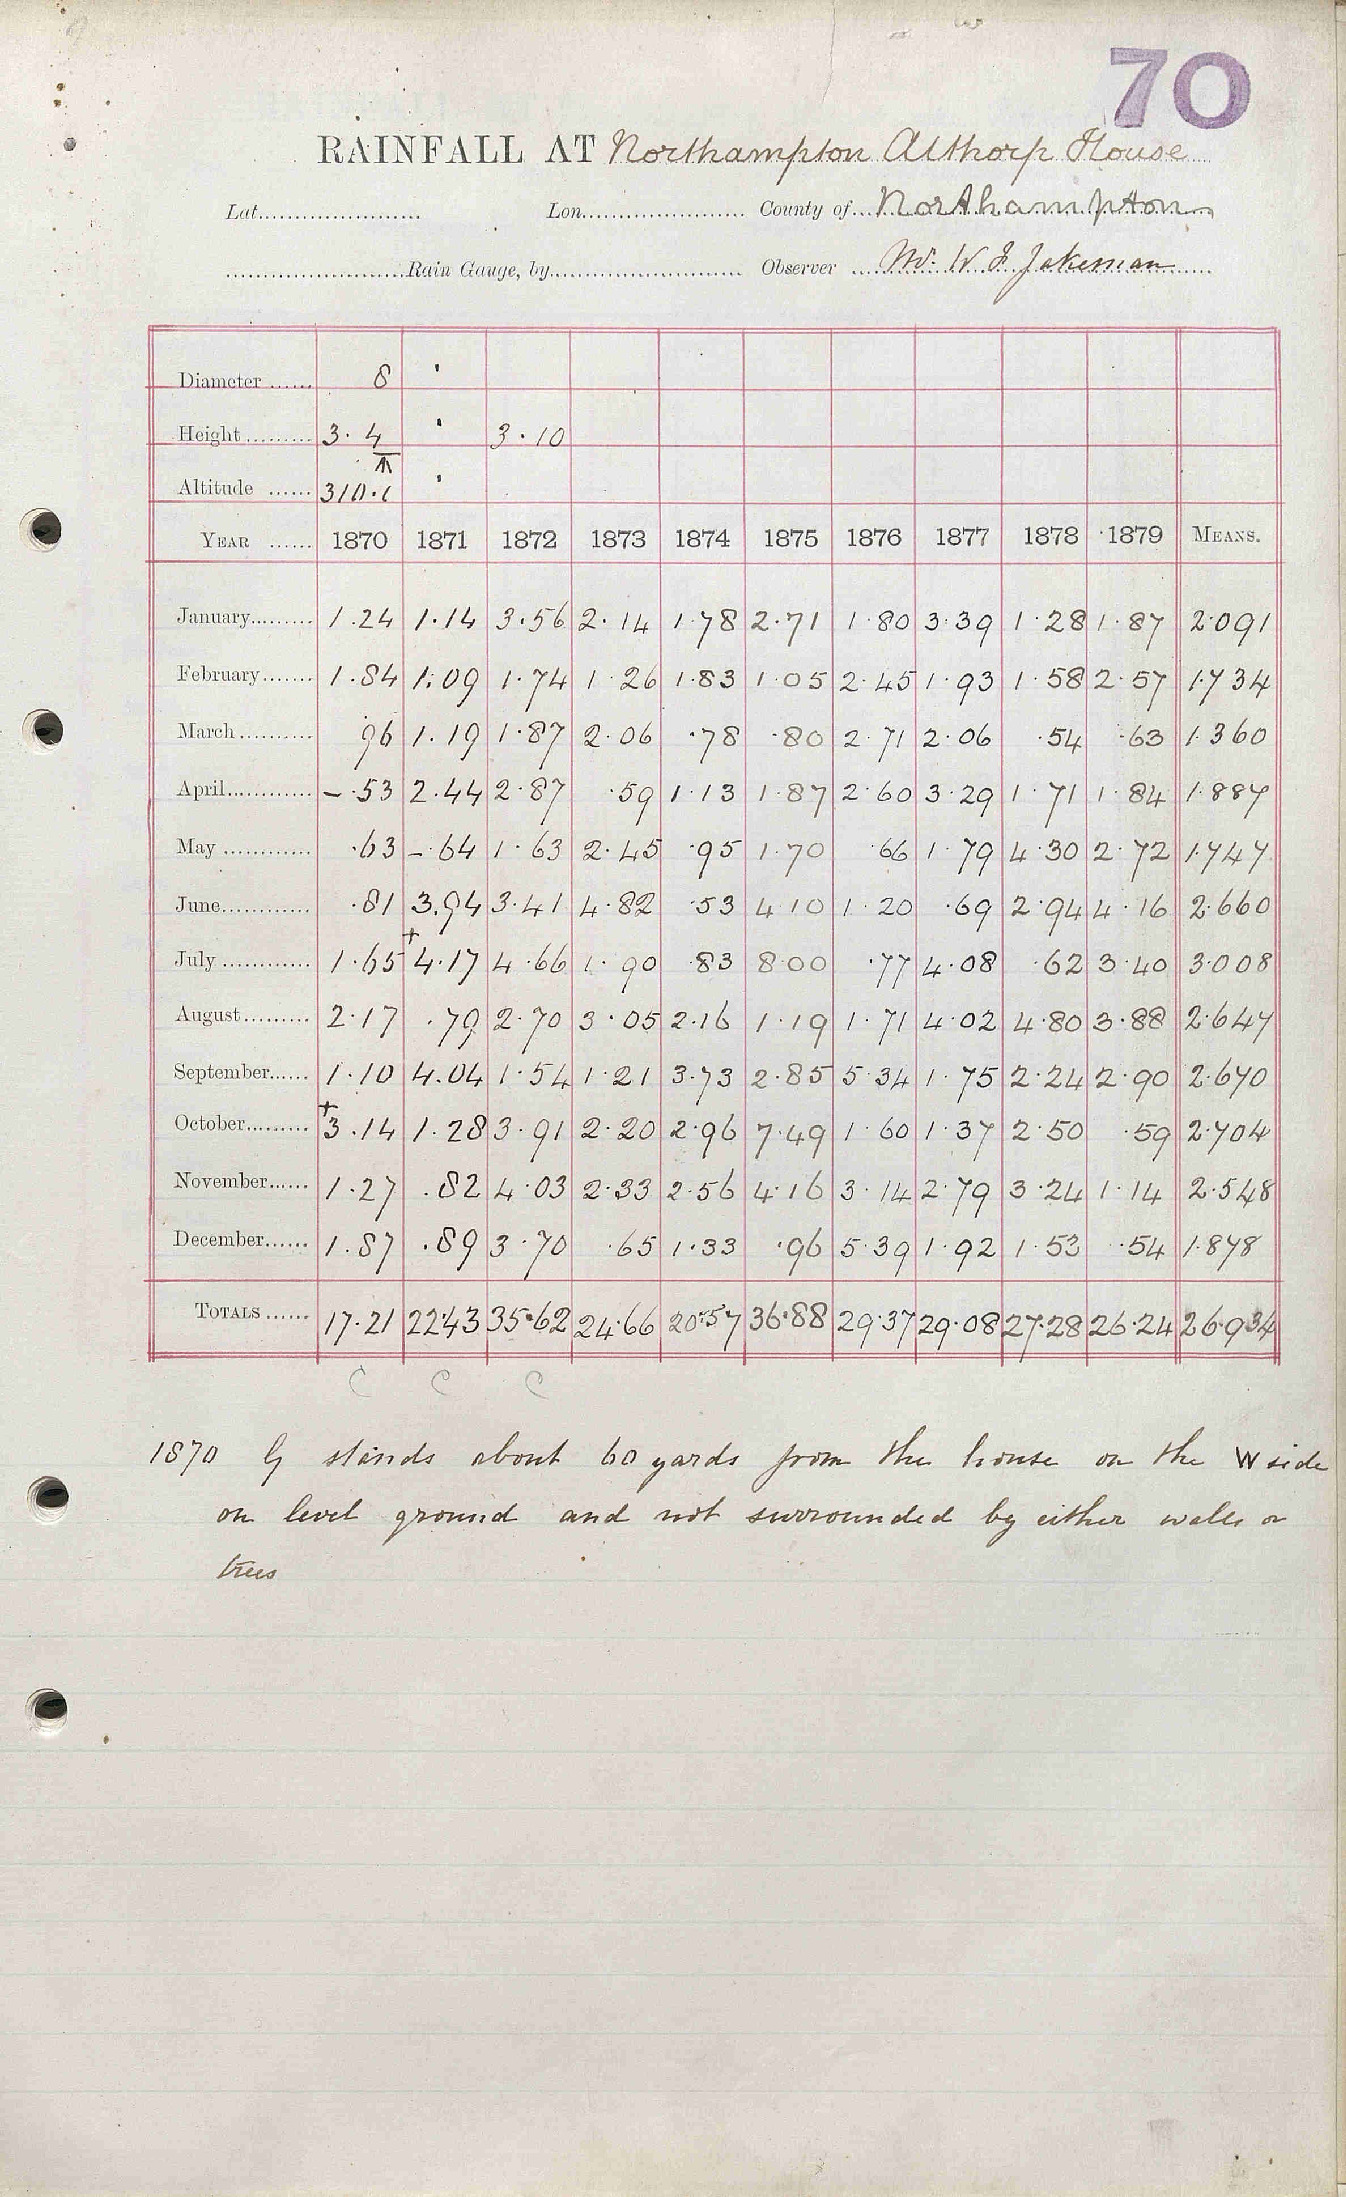 70
RAINFALL AT Northampton Althorp House
Lat...................... Lon....................... County of... Northampton
.........................Rain Gauge, by........................... Observer .... Mr. W J Jakeman
Diameter ...... 8 '
Height ......... 3. 4 ' 3.10
Altitude ...... 310. '
YEAR ...... 1870 1871 1872 1873 1874 1875 1876 1877 1878 1879 MEANS.
January......... 1.24 1.14 3.56 2.14 1.78 2.71 1.80 3.39 1.28 1.87 2.091
February....... 1.84 1.09 1.74 1.26 1.83 1.05 2.45 1.93 1.58 2.57 1.734
March.......... 96 1.19 1.87 2.06 .78 .80 2.71 2.06 .54 .63 1.360
April............ -.53 2.44 2.87 .59 1.13 1.87 2.60 3.29 1.71 1.84 1.887
May ............ .63 -.64 1.63 2.45 .95 1.70 .66 1.79 4.30 2.72 1.747
June............ .81 3.94 3.41 4.82 .53 4.10 1.20 .69 2.94 4.16 2.660
July ............ 1.65 +4.17 4.66 1.90 .83 8.00 .77 4.08 .62 3.40 3.008
August......... 2.17 .79 2.70 3.05 2.16 1.19 1.71 4.02 4.80 3.88 2.647
September...... 1.10 4.04 1.54 1.21 3.73 2.85 5.34 1.75 2.24 2.90 2.670
October......... +3.14 1.28 3.91 2.20 2.96 7.49 1.60 1.37 2.50 .59 2.704
November...... 1.27 .82 4.03 2.33 2.56 4.16 3.14 2.79 3.24 1.14 2.548
December...... 1.87 .89 3.70 .65 1.33 .96 5.39 1.92 1.53 .54 1.878
TOTALS...... 17.21 22.43 35.62 24.66 20.57 36.88 29.37 29.08 27.28 26.24 26.934
C C C
1870 G stands about 60 yards from the house on the W side
on level ground and not surrounded by either walls or
trees